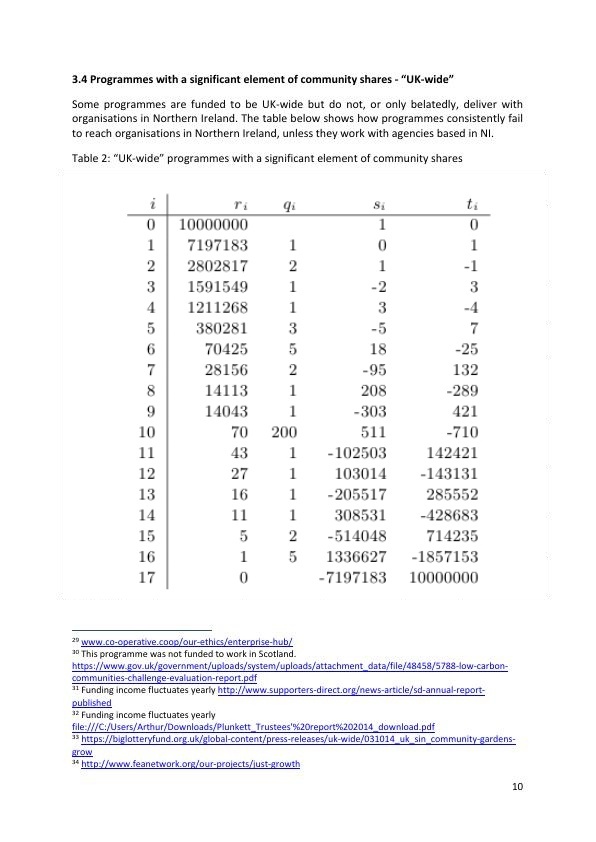 3.4 Programmes with a significant element of community shares - “UK-wide”
Some programmes are funded to be UK-wide but do not, or only belatedly, deliver with
organisations in Northern Ireland. The table below shows how programmes consistently fail
to reach organisations in Northern Ireland, unless they work with agencies based in NI.
Table 2: “UK-wide” programmes with a significant element of community shares
i r i q i s i t i
0 10000000 1 0
1 7197183 1 0 1
2 2802817 2 1 -1
3 1591549 1 -2 3
4 1211268 1 3 -4
5 380281 3 -5 7
6 70425 5 18 -25
7 28156 2 -95 132
8 14113 1 208 -289
9 14043 1 -303 421
10 70 200 511 -710
11 43 1 -102503 142421
12 27 1 103014 -143131
13 16 1 -205517 285552
14 11 1 308531 -428683
15 5 2 -514048 714235
16 1 5 1336627 -1857153
17 0 -7197183 10000000
29 www.co-operative.coop/our-ethics/enterprise-hub/
30 This programme was not funded to work in Scotland.
https://www.gov.uk/government/uploads/system/uploads/attachment_data/file/48458/5788-low-carbon-
communities-challenge-evaluation-report.pdf
31 Funding income fluctuates yearly http://www.supporters-direct.org/news-article/sd-annual-report-
published
32 Funding income fluctuates yearly
file:///C:/Users/Arthur/Downloads/Plunkett_Trustees'%20report%202014_download.pdf
33 https://biglotteryfund.org.uk/global-content/press-releases/uk-wide/031014_uk_sin_community-gardens-
grow
34 http://www.feanetwork.org/our-projects/just-growth
10